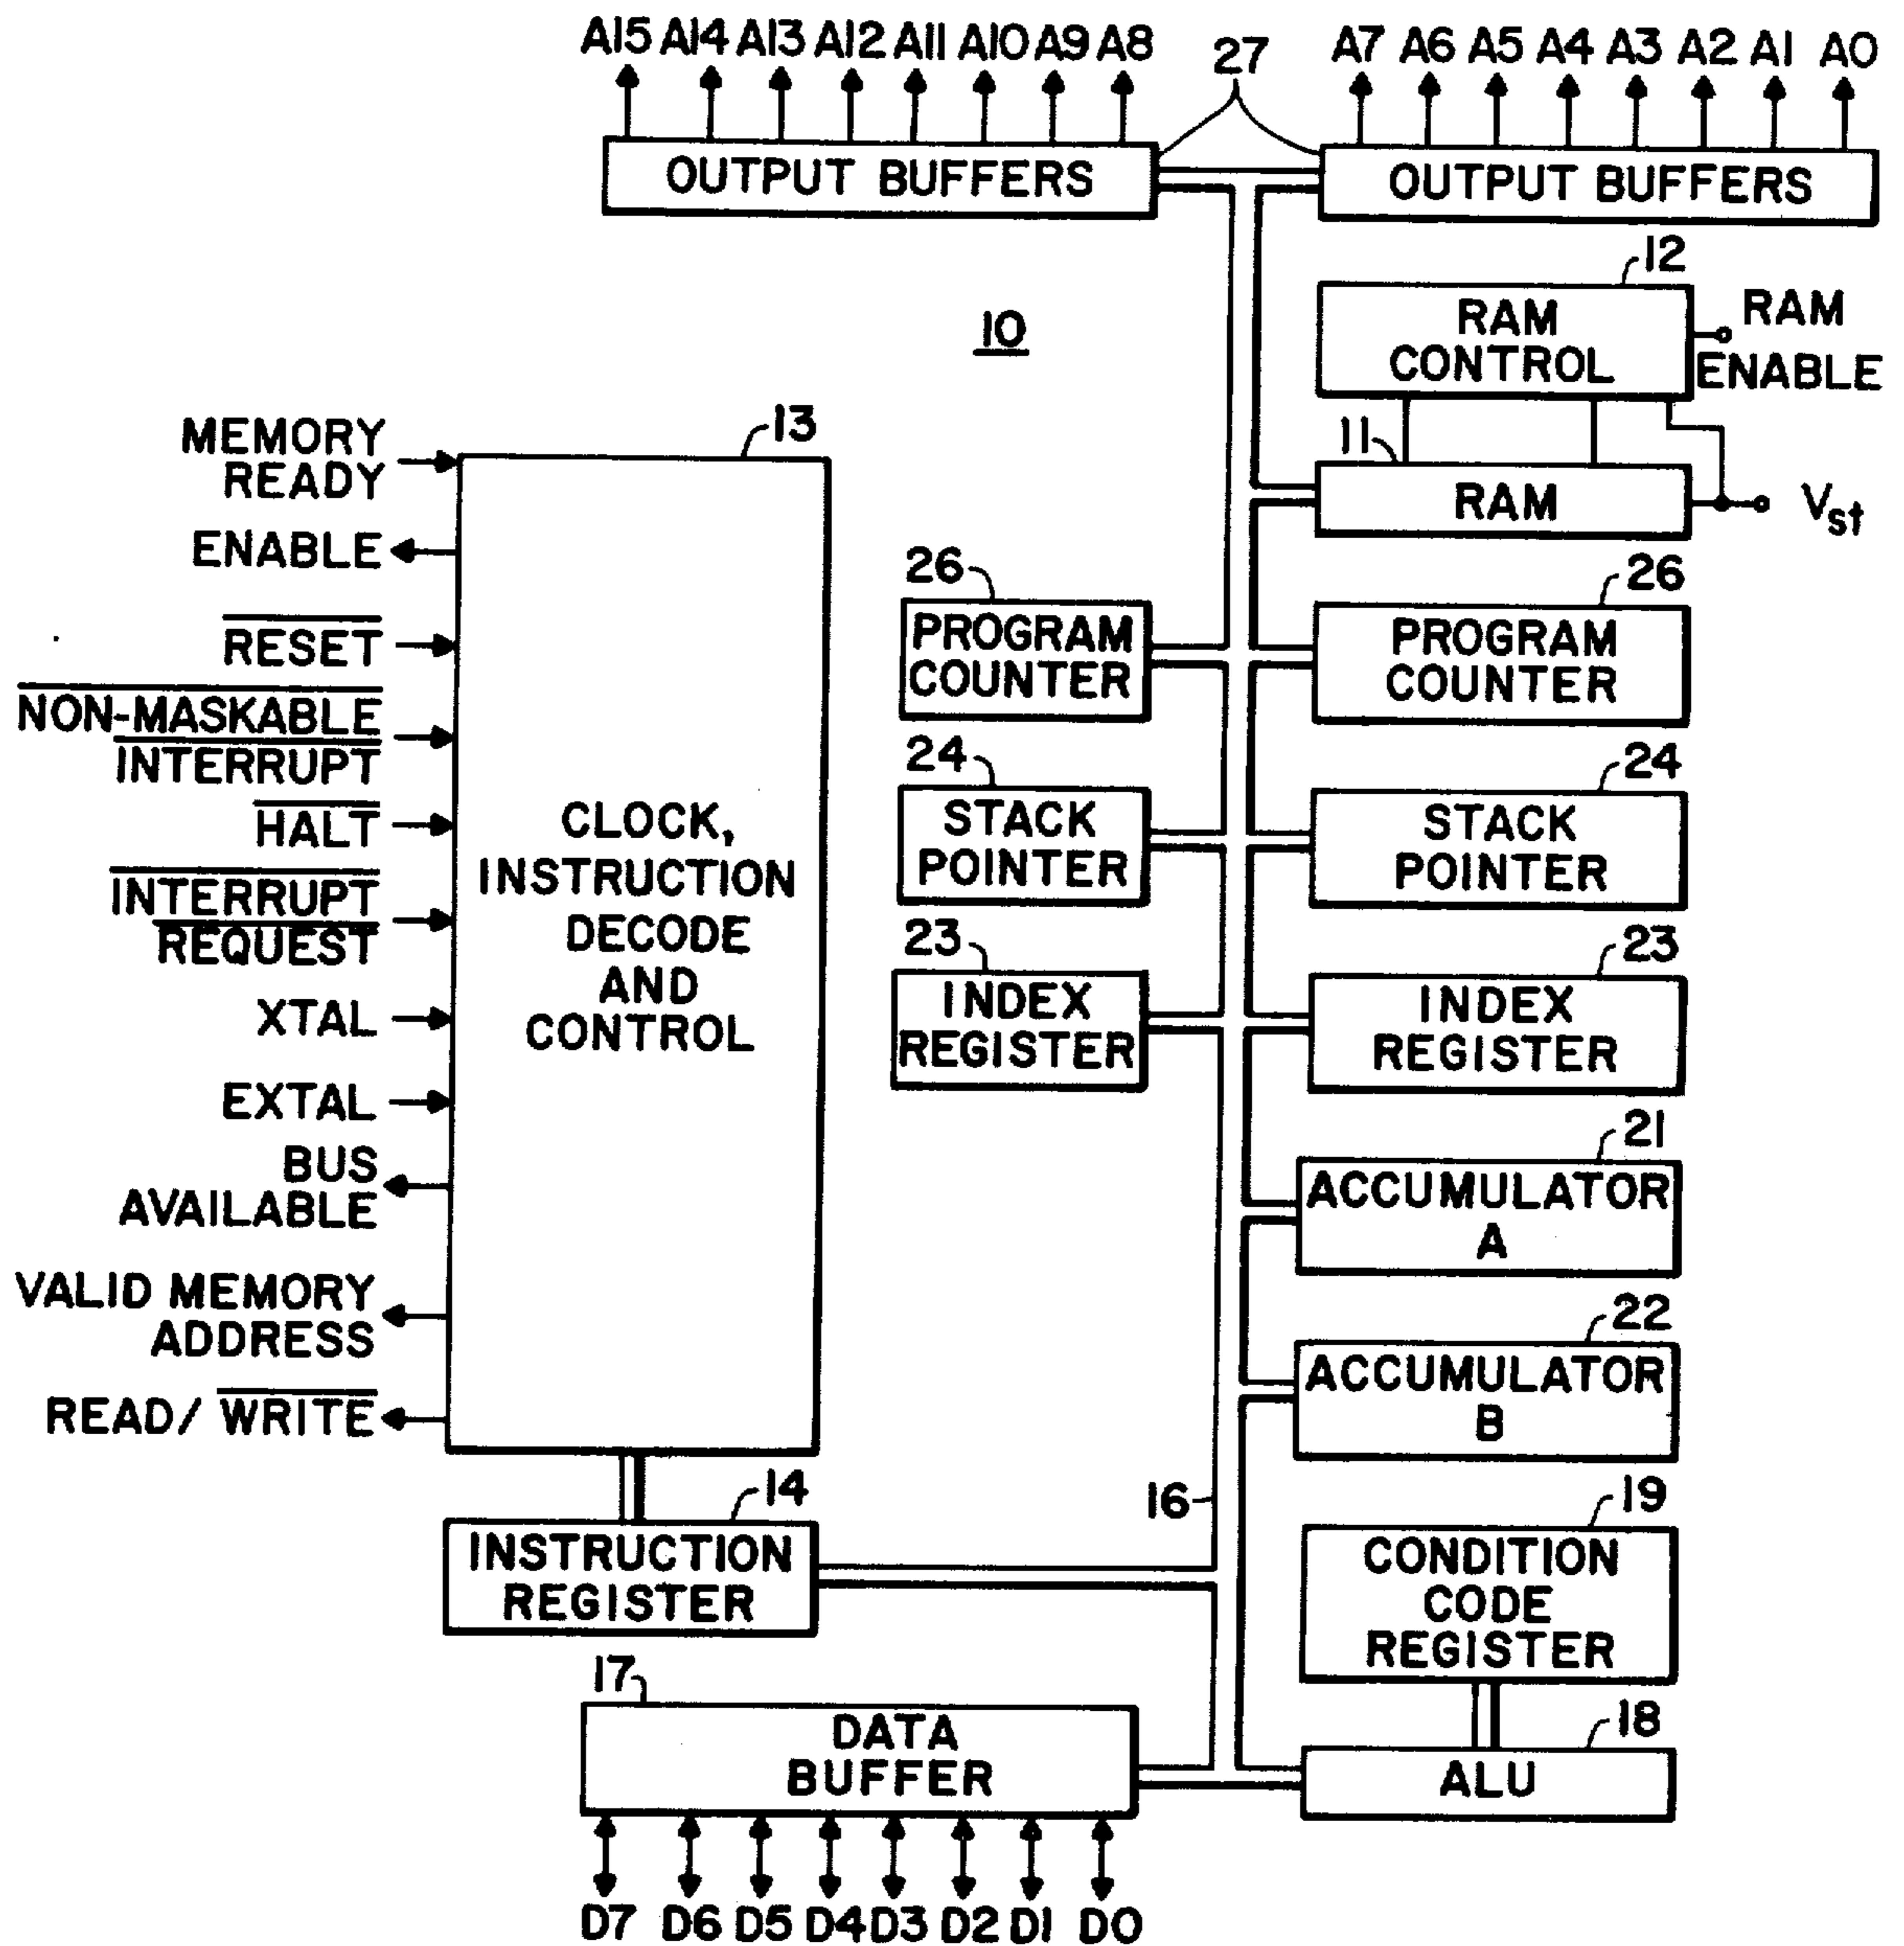 A15 A14 A13 A12 A11 A10 A9 A8
27
A7 A6 A5 A4 A3 A2 A1 A0
OUTPUT BUFFERS
OUTPUT BUFFERS
12
RAM
CONTROL
RAM
ENABLE
10
11
RAM
Vst
13
MEMORY
READY
ENABLE
RESET
NON-MASKABLE
INTERRUPT
HALT
INTERRUPT
REQUEST
XTAL
EXTAL
BUS
AVAILABLE
VALID MEMORY
ADDRESS
READ/ WRITE
CLOCK,
INSTRUCTION
DECODE
AND
CONTROL
26
PROGRAM
COUNTER
26
PROGRAM
COUNTER
24
STACK
POINTER
24
STACK
POINTER
23
INDEX
REGISTER
23
INDEX
REGISTER
21
ACCUMULATOR
A
22
ACCUMULATOR
B
16
14
INSTRUCTION
REGISTER
19
CONDITION
CODE
REGISTER
17
DATA
BUFFER
18
ALU
D7 D6 D5 D4 D3 D2 D1 D0